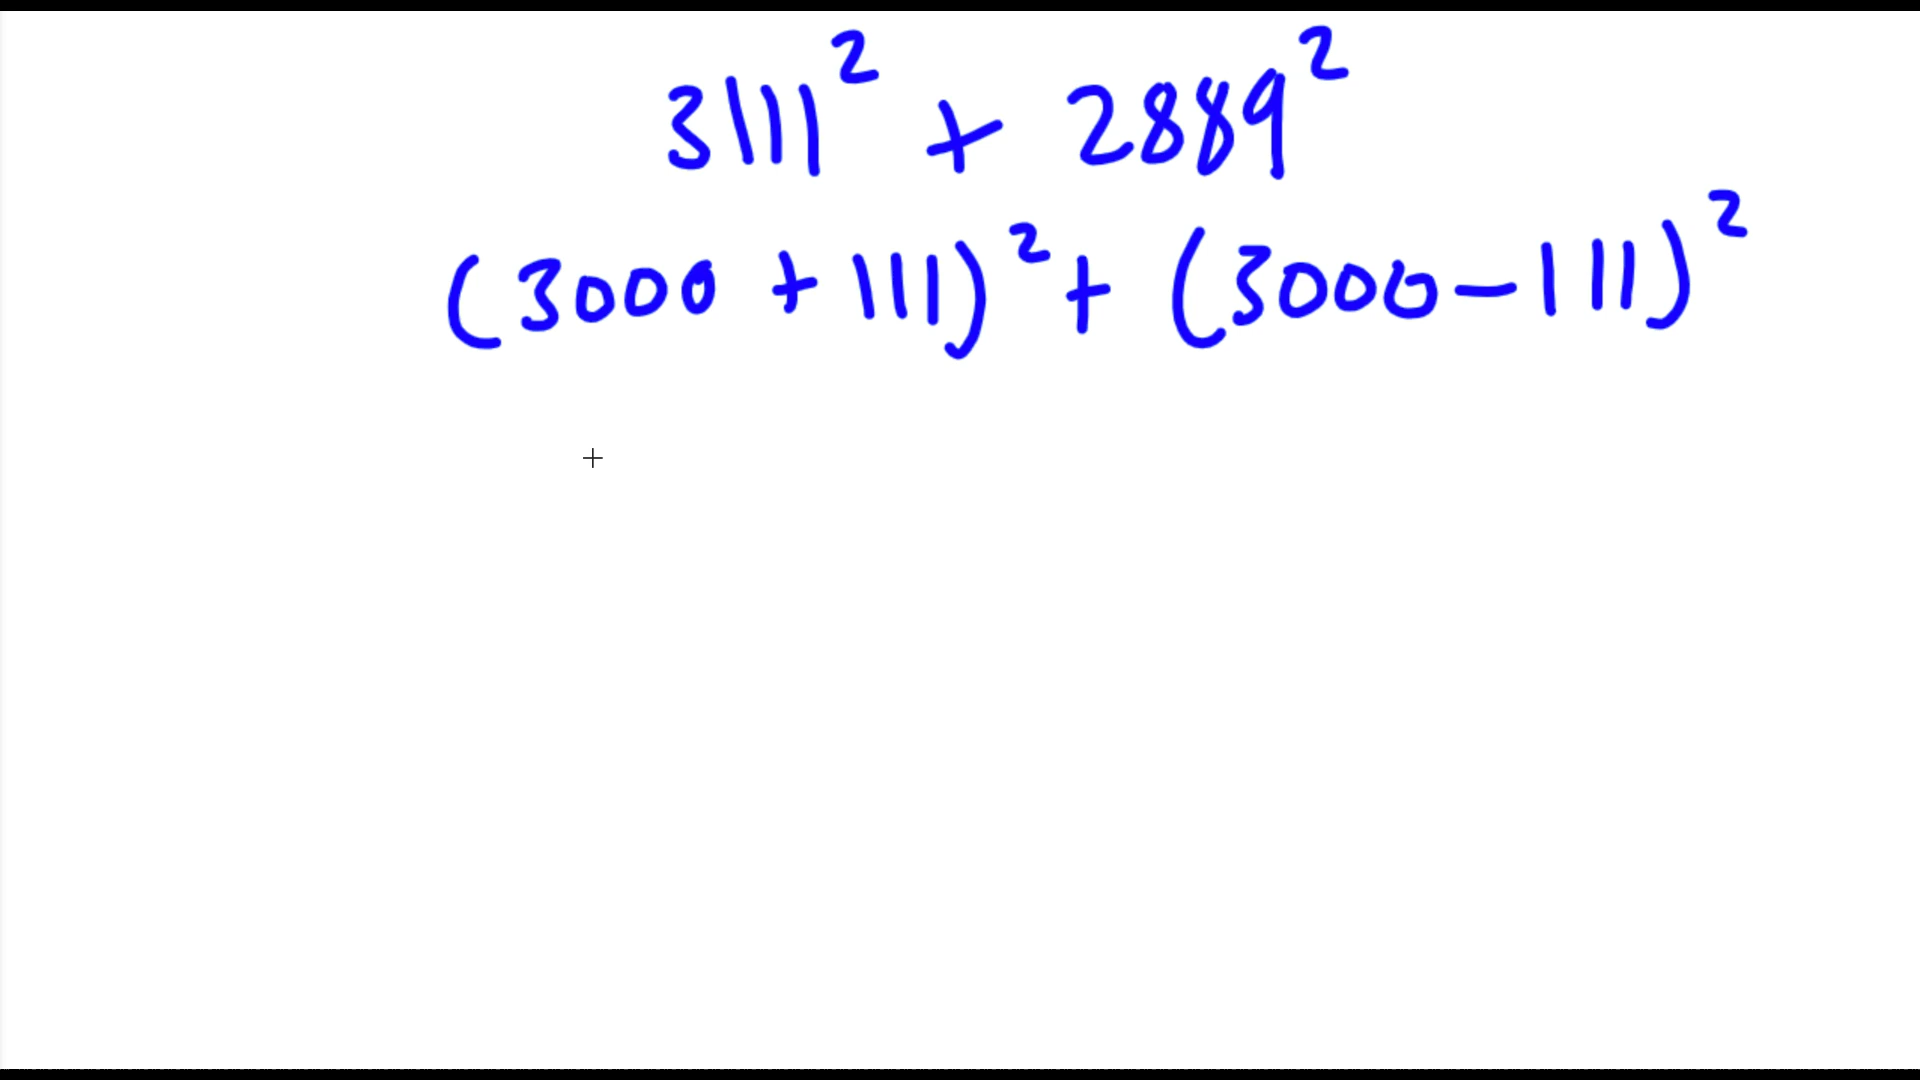 3111² + 2889²
(3000 + 111)² + (3000 - 111)²